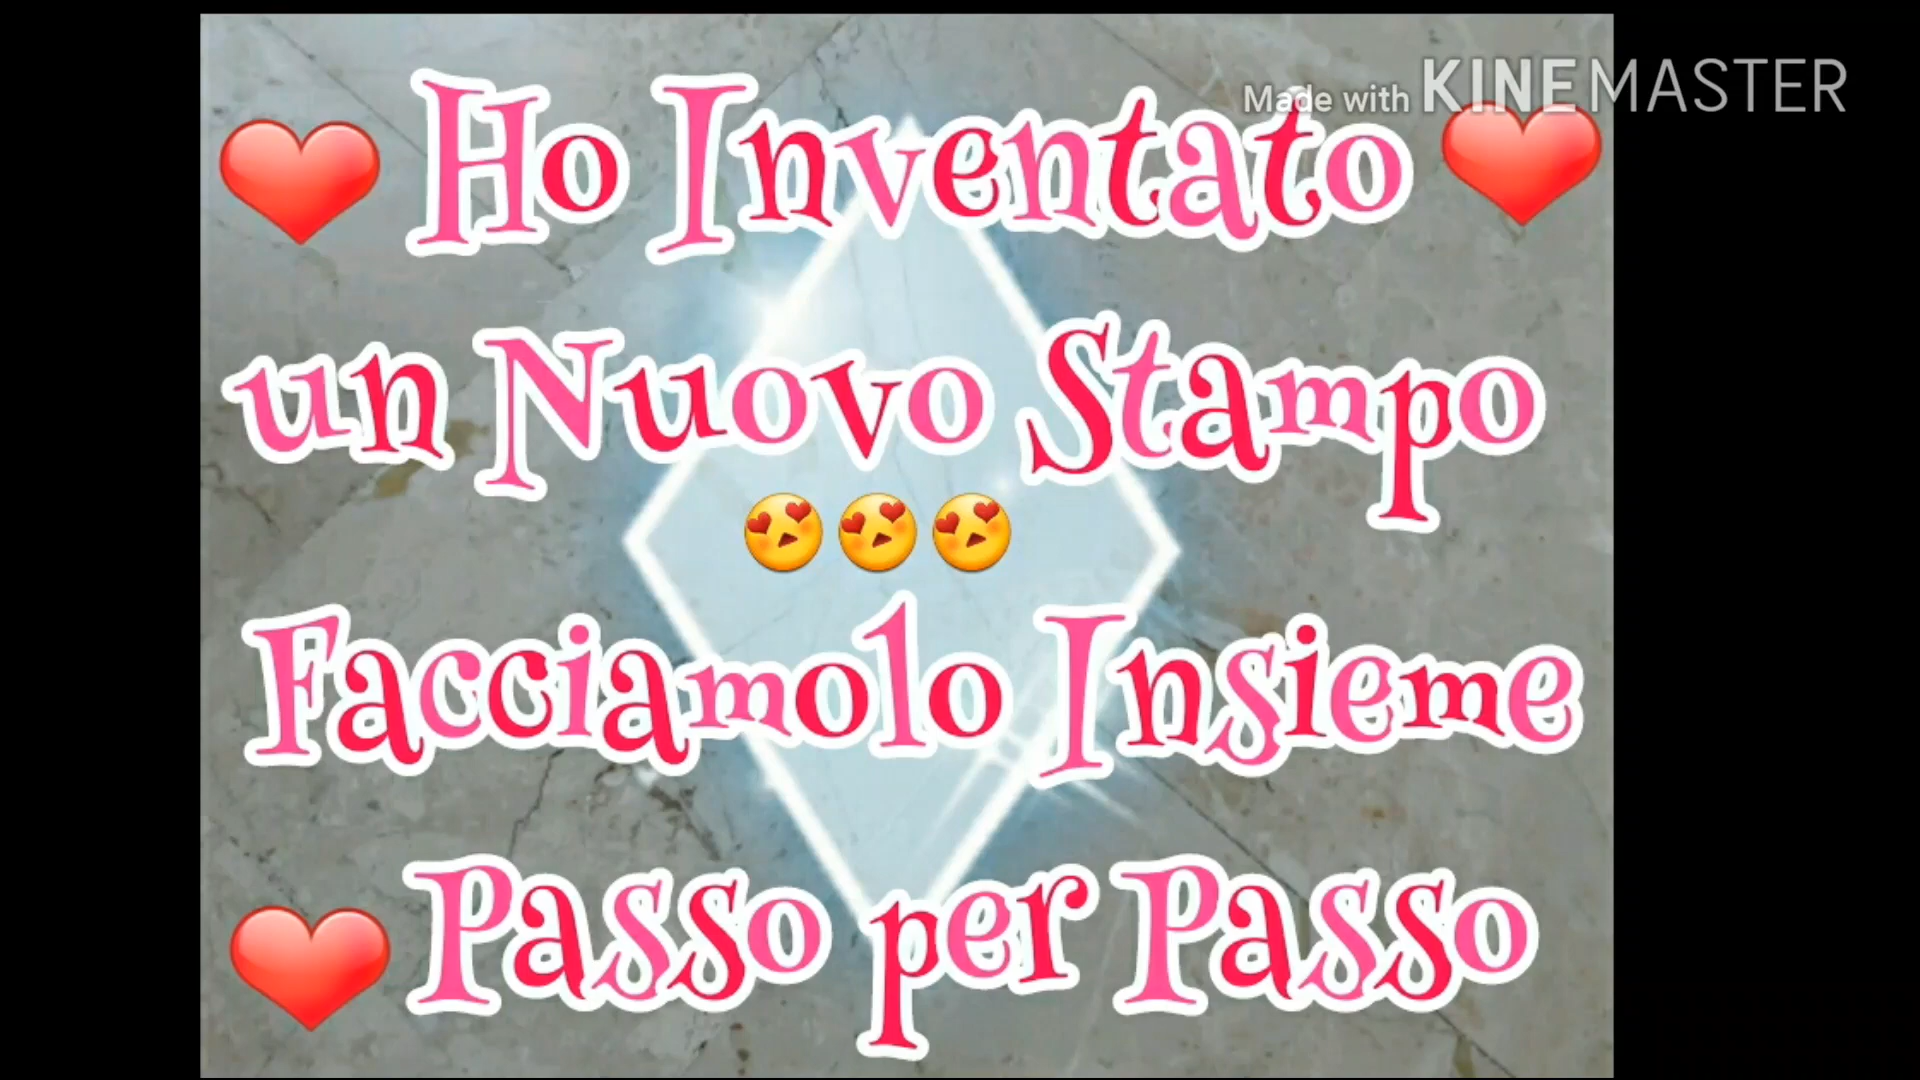 Made with KINEMASTER
❤ Ho Inventato ❤
un Nuovo Stampo
😍😍😍
Facciamolo Insieme
❤ Passo per Passo